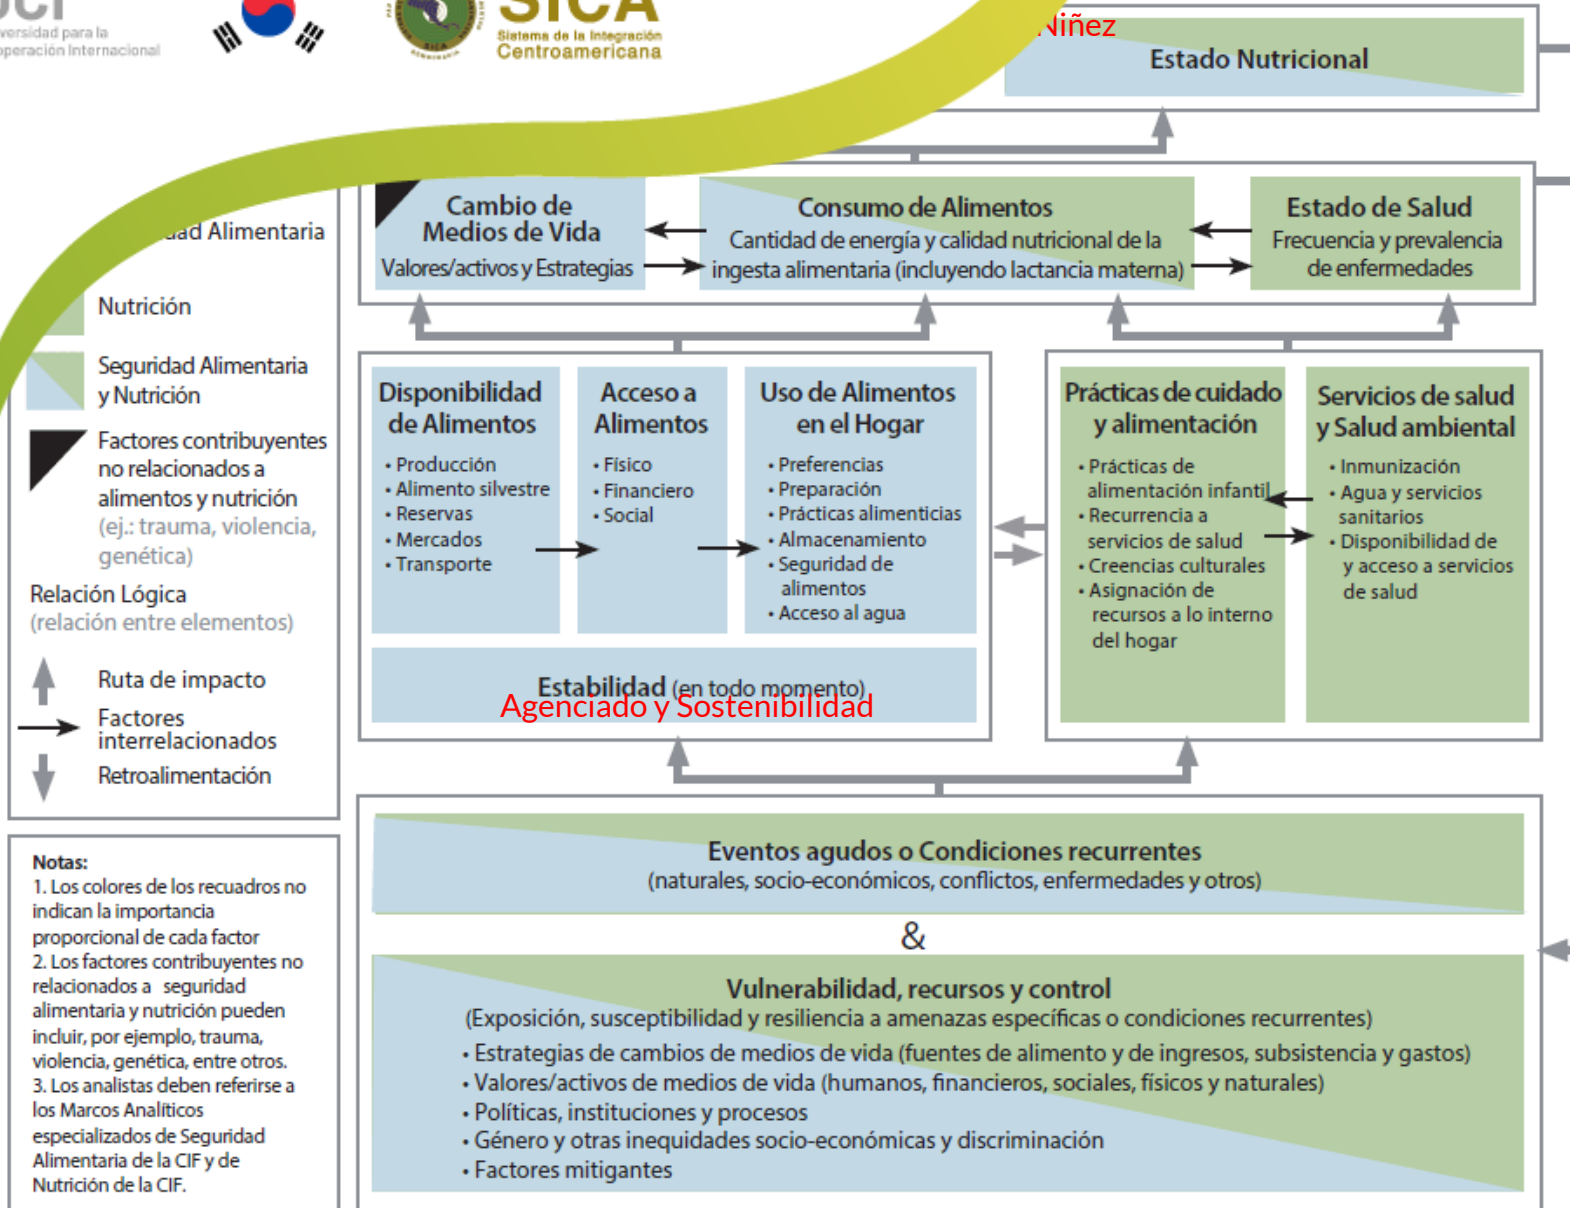 Sistema de la Integración
Centroamericana
SICA
Niñez
Estado Nutricional
Cambio de
Medios de Vida
Valores/activos y Estrategias
Consumo de Alimentos
Cantidad de energía y calidad nutricional de la
ingesta alimentaria (incluyendo lactancia materna)
Estado de Salud
Frecuencia y prevalencia
de enfermedades
Alimentaria
Nutrición
Seguridad Alimentaria
y Nutrición
Factores contribuyentes
no relacionados a
alimentos y nutrición
(ej.: trauma, violencia,
genética)
Relación Lógica
(relación entre elementos)
Ruta de impacto
Factores
interrelacionados
Retroalimentación
Disponibilidad
de Alimentos
• Producción
• Alimento silvestre
• Reservas
• Mercados
• Transporte
Acceso a
Alimentos
• Físico
• Financiero
• Social
Uso de Alimentos
en el Hogar
• Preferencias
• Preparación
• Prácticas alimenticias
• Almacenamiento
• Seguridad de
alimentos
• Acceso al agua
Estabilidad (en todo momento)
Agenciado y Sostenibilidad
Prácticas de cuidado
y alimentación
• Prácticas de
alimentación infantil
• Recurrencia a
servicios de salud
• Creencias culturales
• Asignación de
recursos a lo interno
del hogar
Servicios de salud
y Salud ambiental
• Inmunización
• Agua y servicios
sanitarios
• Disponibilidad de
y acceso a servicios
de salud
Eventos agudos o Condiciones recurrentes
(naturales, socio-económicos, conflictos, enfermedades y otros)
&
Vulnerabilidad, recursos y control
(Exposición, susceptibilidad y resiliencia a amenazas específicas o condiciones recurrentes)
• Estrategias de cambios de medios de vida (fuentes de alimento y de ingresos, subsistencia y gastos)
• Valores/activos de medios de vida (humanos, financieros, sociales, físicos y naturales)
• Políticas, instituciones y procesos
• Género y otras inequidades socio-económicas y discriminación
• Factores mitigantes
Notas:
1. Los colores de los recuadros no
indican la importancia
proporcional de cada factor
2. Los factores contribuyentes no
relacionados a seguridad
alimentaria y nutrición pueden
incluir, por ejemplo, trauma,
violencia, genética, entre otros.
3. Los analistas deben referirse a
los Marcos Analíticos
especializados de Seguridad
Alimentaria de la CIF y de
Nutrición de la CIF.